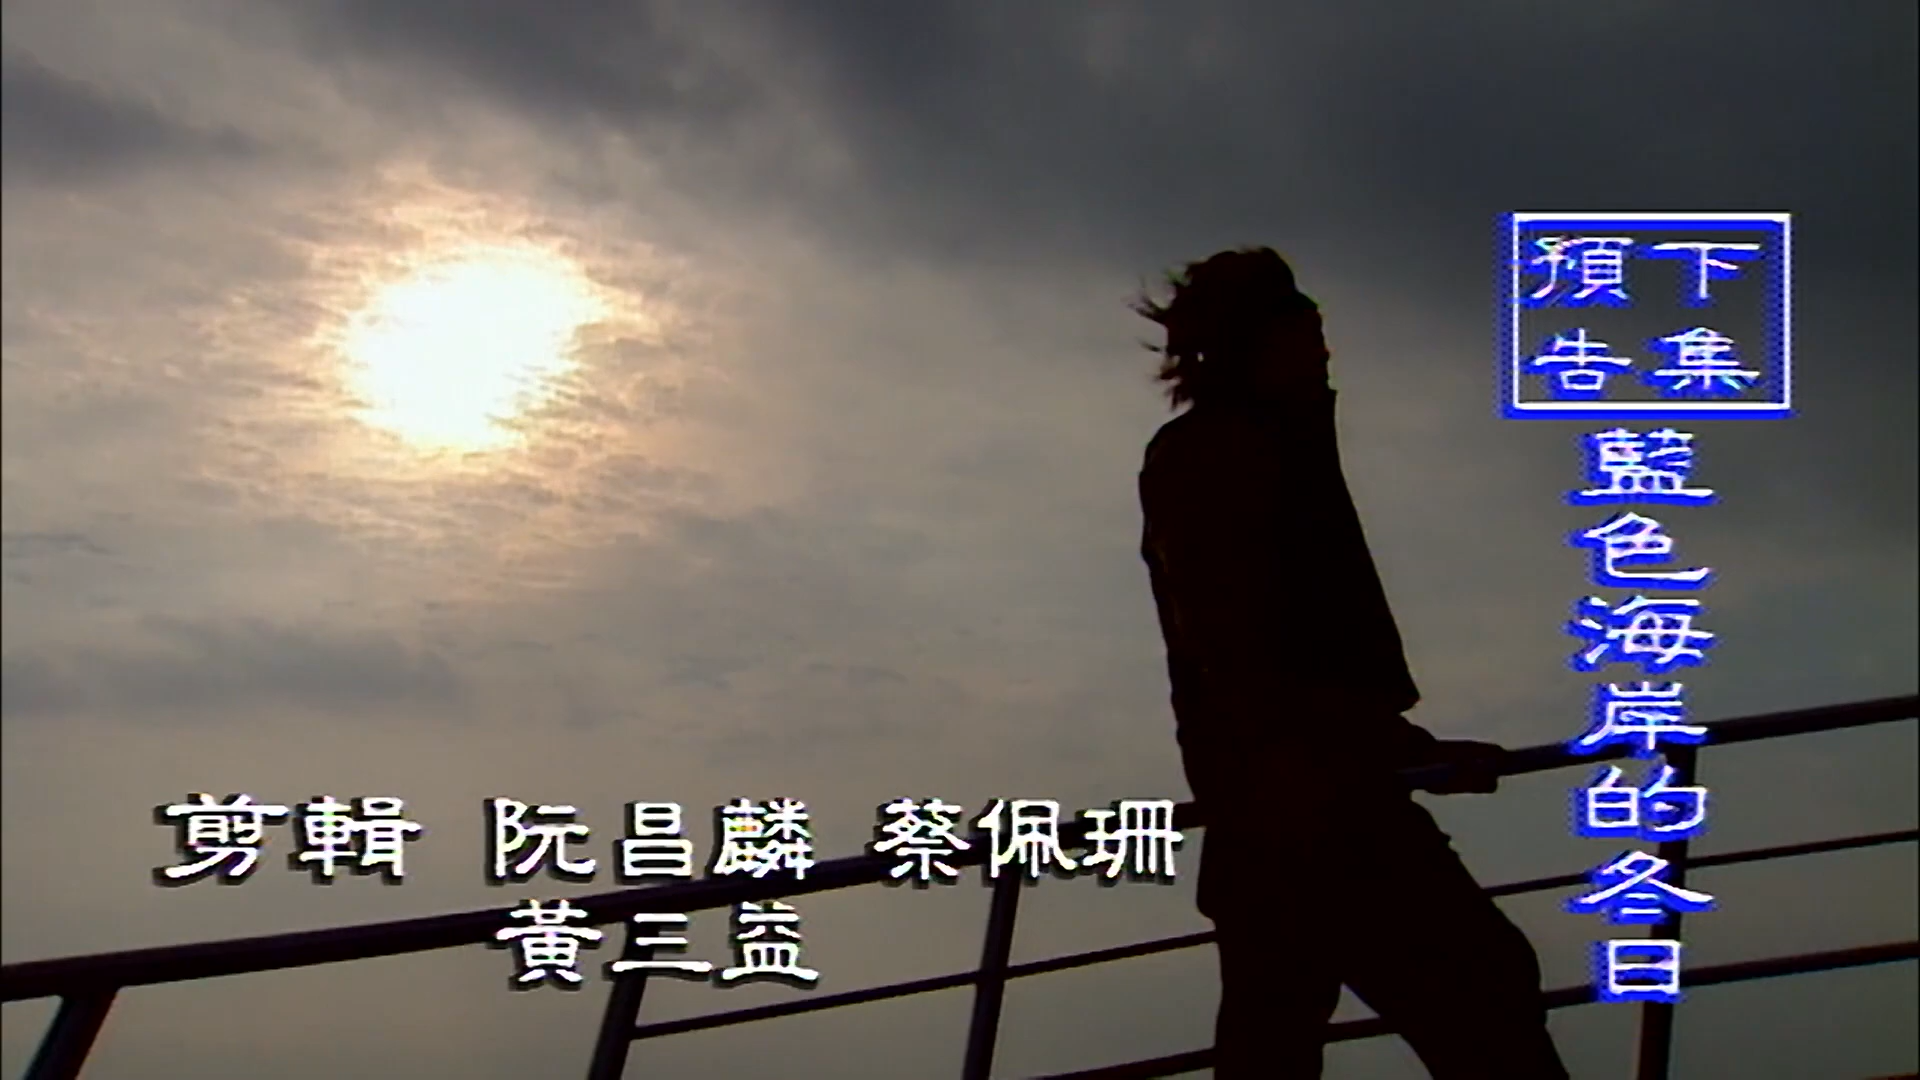 下集
預告
藍色海岸的冬日
剪輯 阮昌麟 蔡佩珊
黃三益